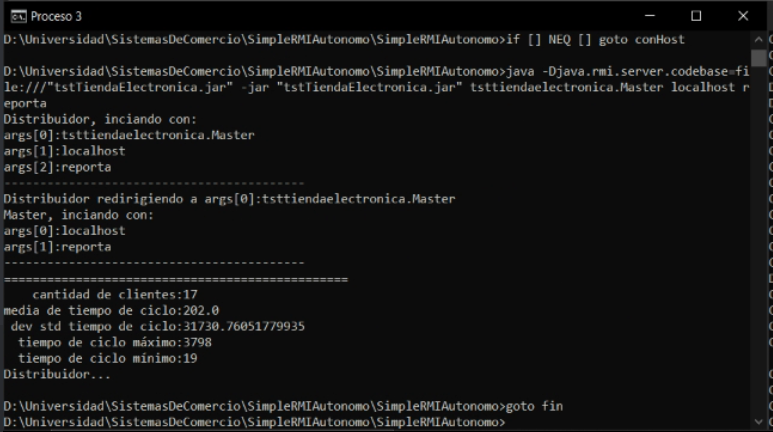 Proceso 3
D:\Universidad\SistemasDeComercio\SimpleRMIAutonomo\SimpleRMIAutonomo>if [] NEQ [] goto conHost
D:\Universidad\SistemasDeComercio\SimpleRMIAutonomo\SimpleRMIAutonomo>java -Djava.rmi.server.codebase=fi
le:///"tstTiendaElectronica.jar" -jar "tstTiendaElectronica.jar" tsttiendaelectronica.Master localhost r
eporta
Distribuidor, inciando con:
args[0]:tsttiendaelectronica.Master
args[1]:localhost
args[2]:reporta
------------------------------------------
Distribuidor redirigiendo a args[0]:tsttiendaelectronica.Master
Master, inciando con:
args[0]:localhost
args[1]:reporta
------------------------------------------
================================================
cantidad de clientes:17
media de tiempo de ciclo:202.0
dev std tiempo de ciclo:31730.76051779935
tiempo de ciclo máximo:3798
tiempo de ciclo mínimo:19
Distribuidor...
D:\Universidad\SistemasDeComercio\SimpleRMIAutonomo\SimpleRMIAutonomo>goto fin
D:\Universidad\SistemasDeComercio\SimpleRMIAutonomo\SimpleRMIAutonomo>